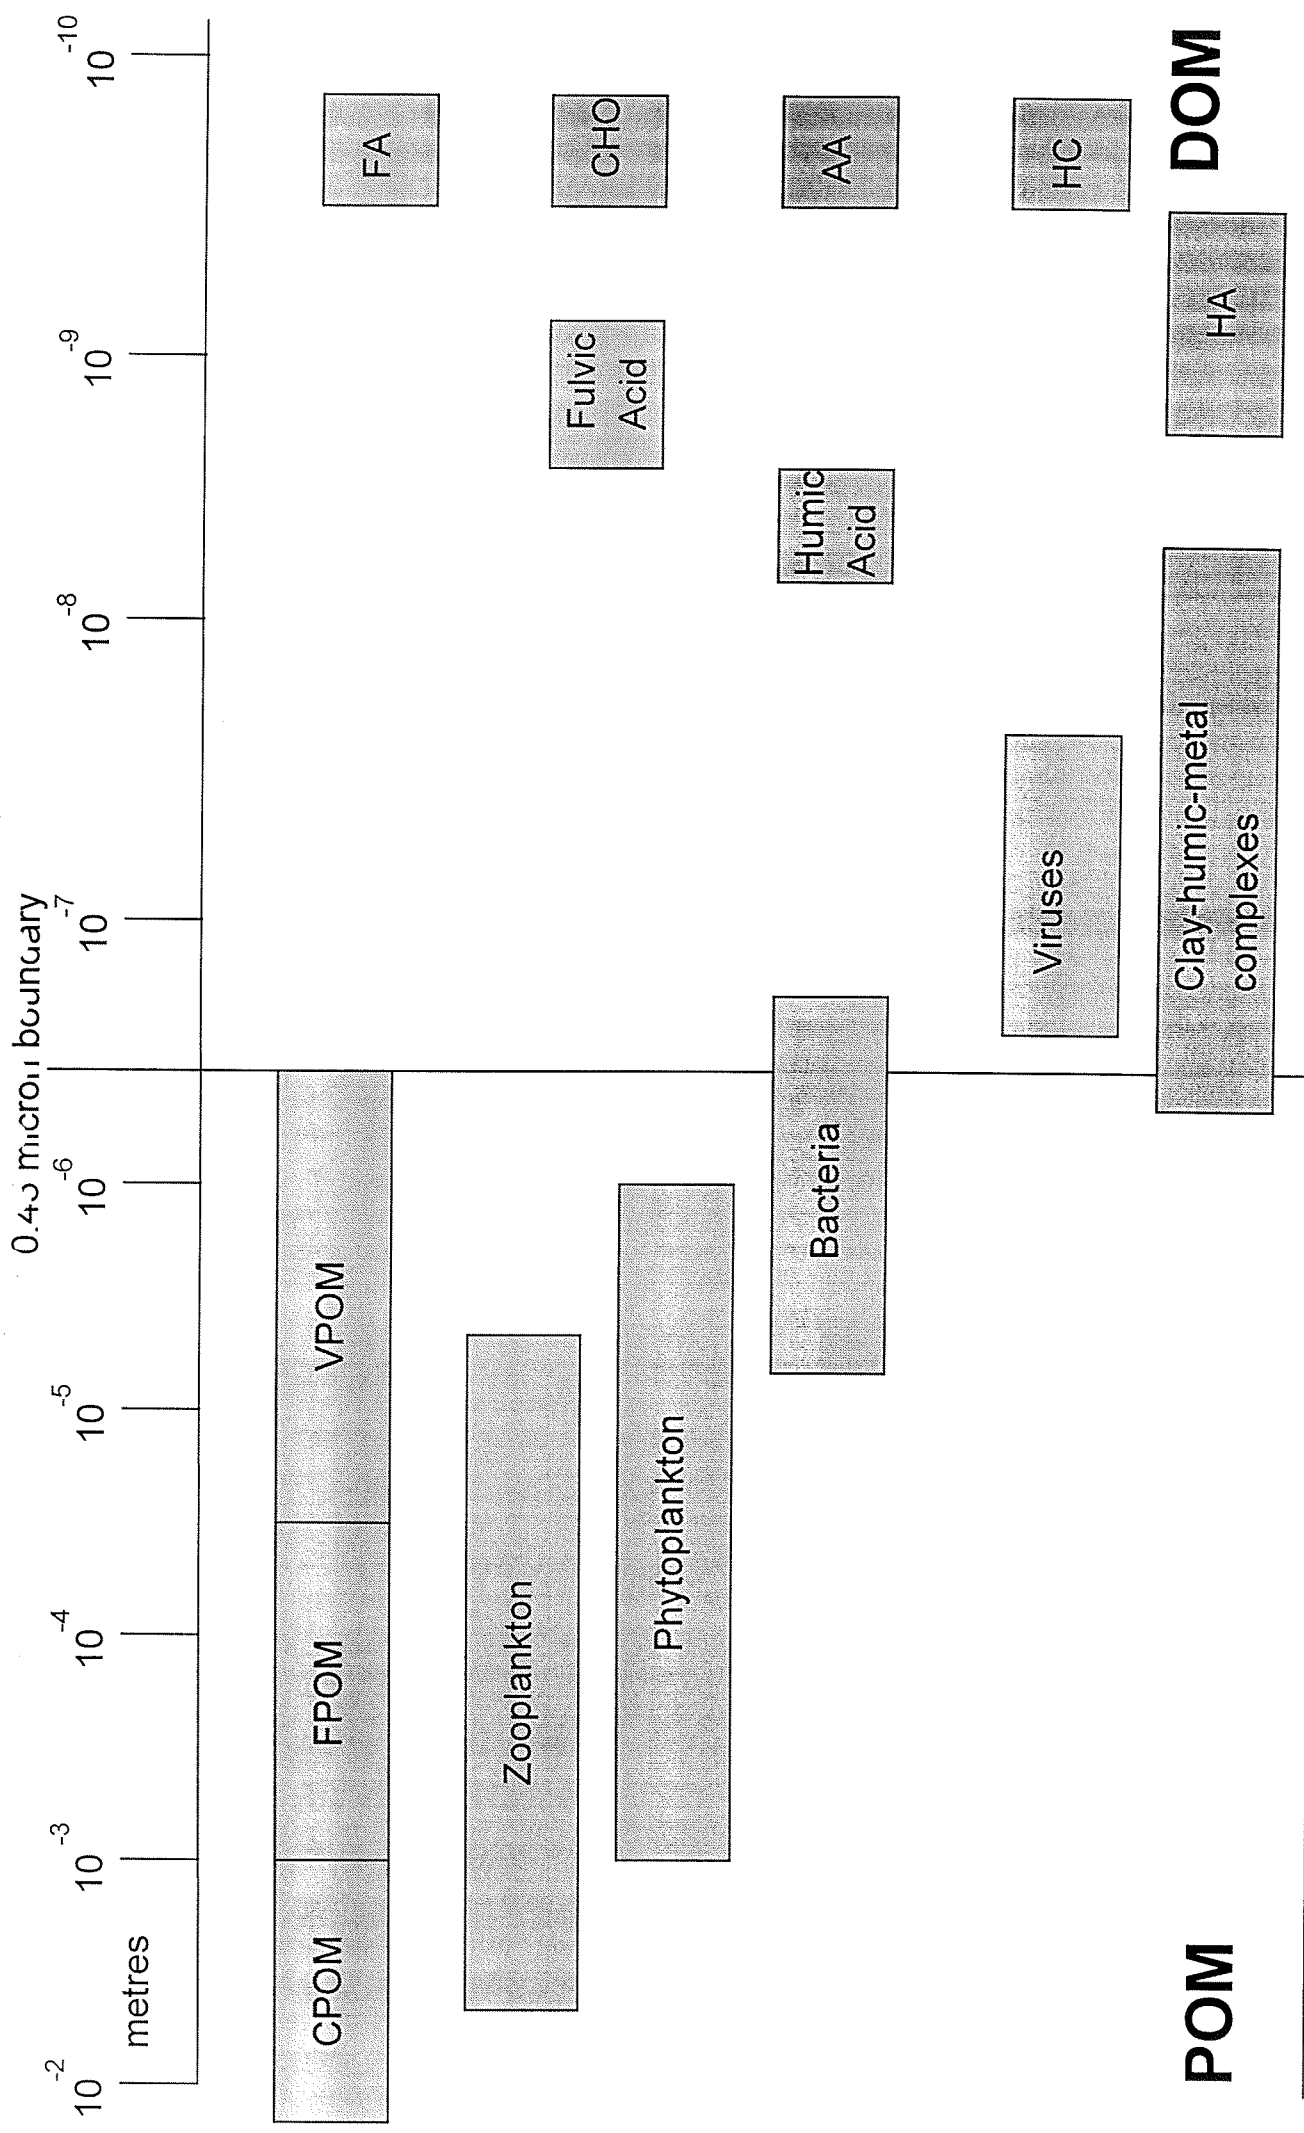 0.45 micron boundary
10-2
10-3
10-4
10-5
10-6
10-7
10-8
10-9
10-10
metres
CPOM
FPOM
VPOM
FA
Zooplankton
Fulvic
Acid
CHO
Phytoplankton
Bacteria
Humic
Acid
AA
Viruses
HC
Clay-humic-metal
complexes
HA
POM
DOM